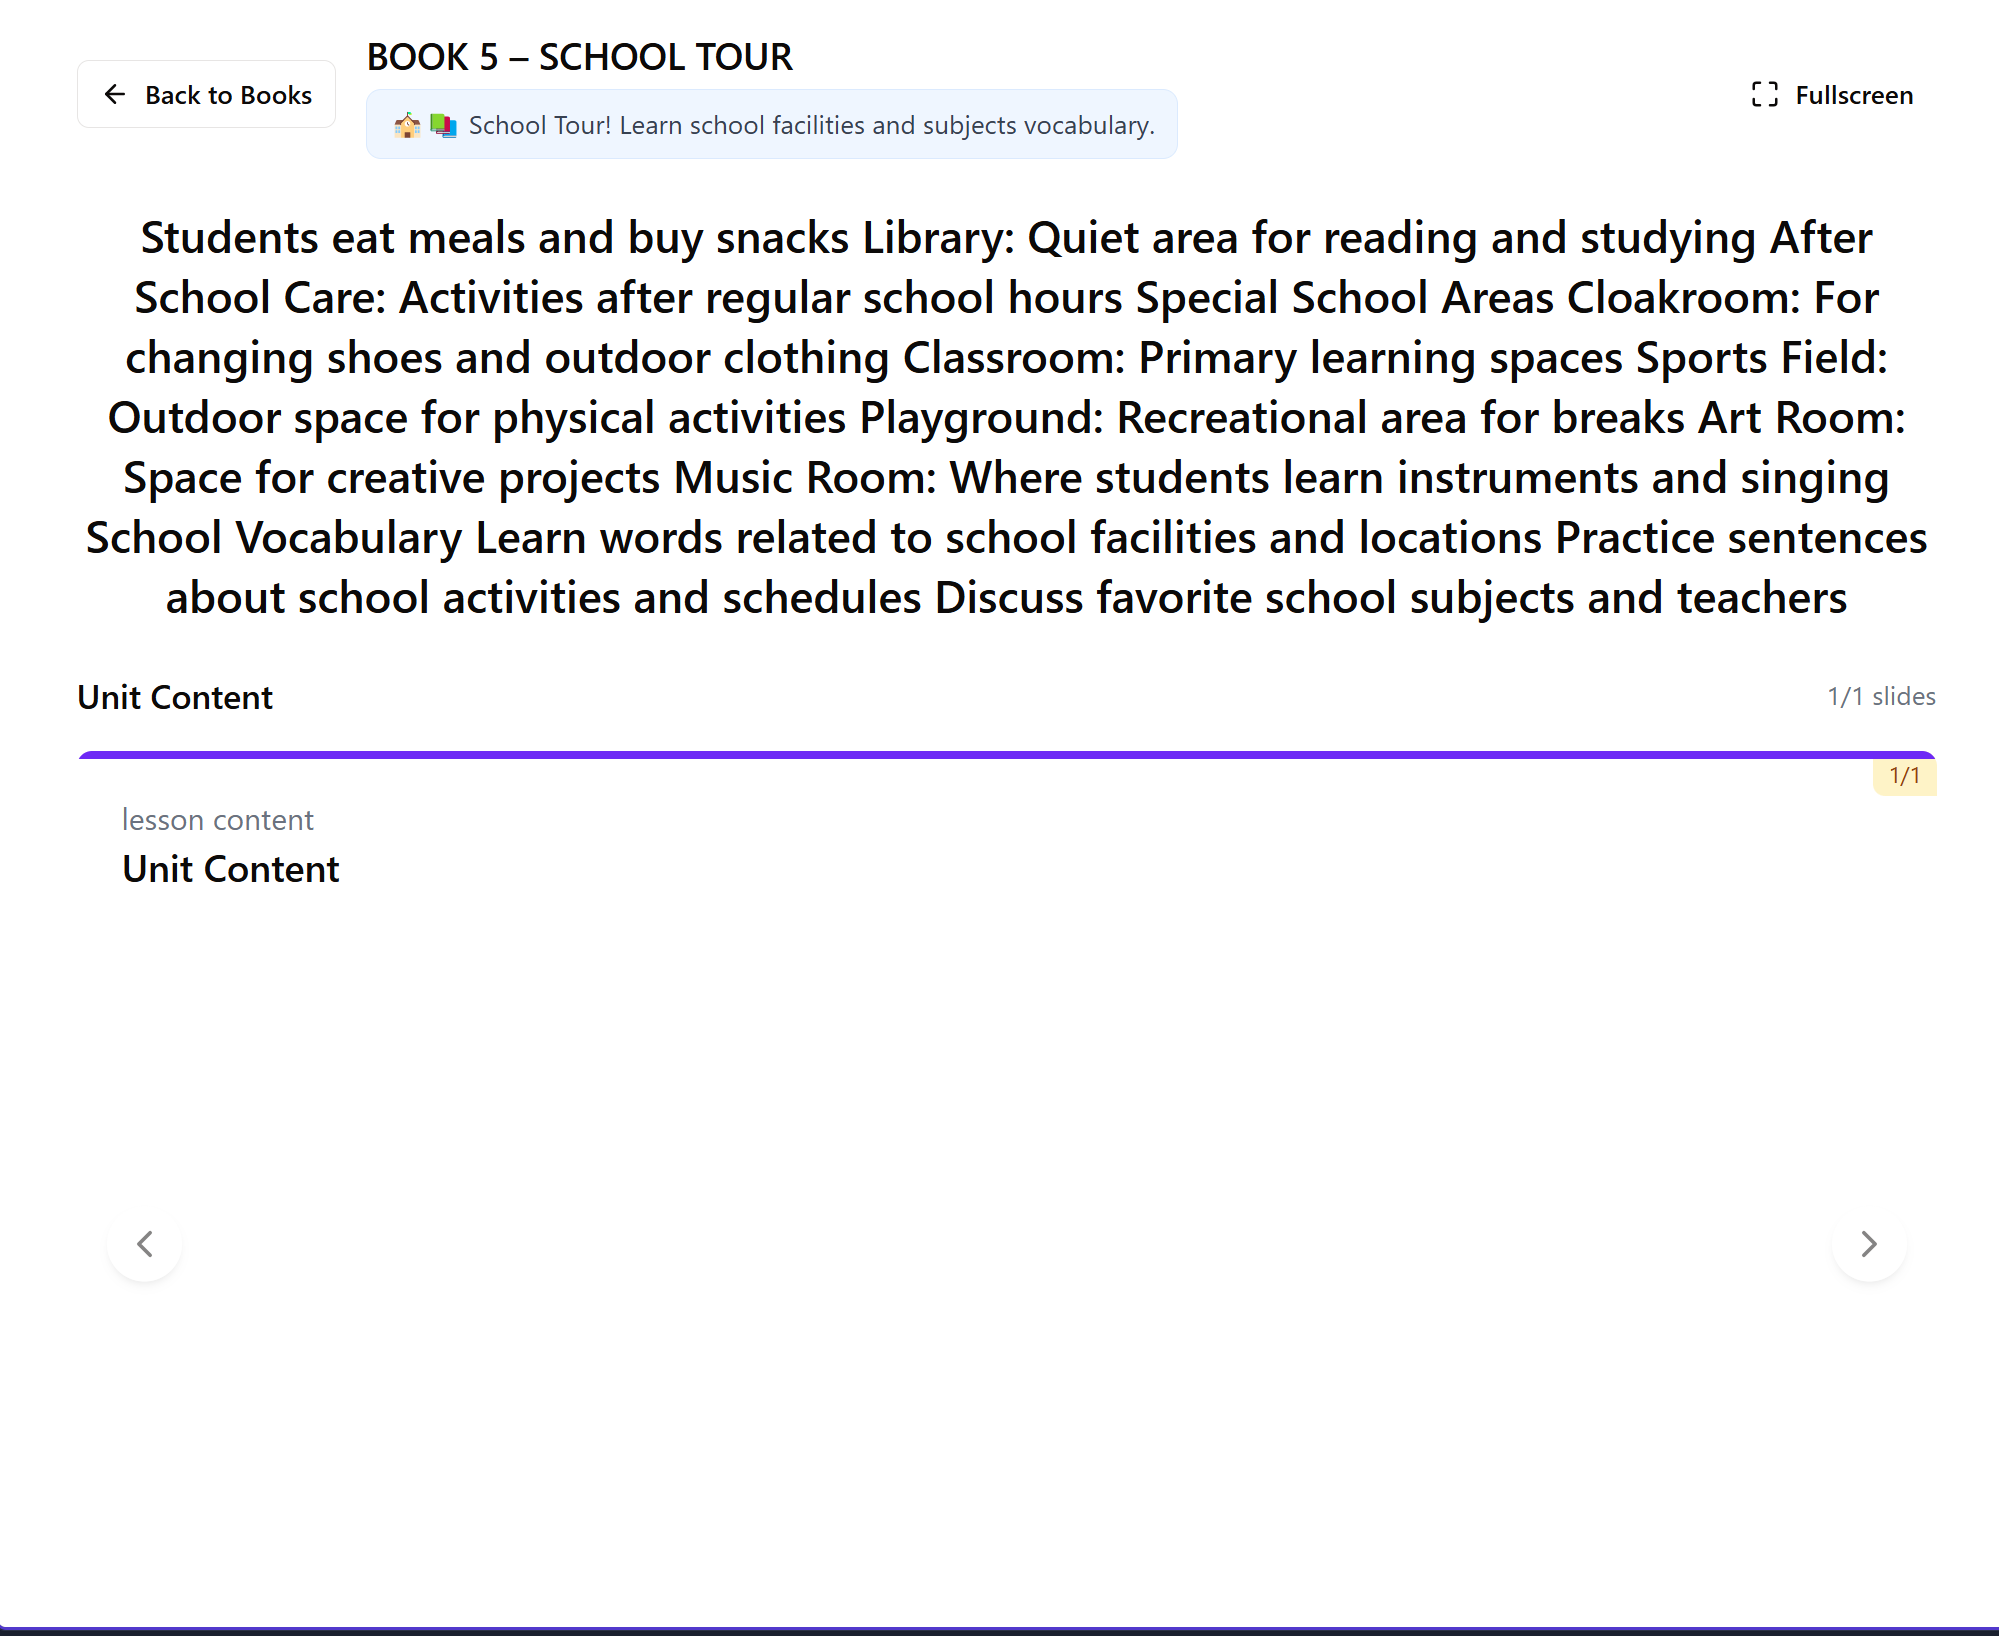 Back to Books
BOOK 5 – SCHOOL TOUR
School Tour! Learn school facilities and subjects vocabulary.
Fullscreen
Students eat meals and buy snacks Library: Quiet area for reading and studying After
School Care: Activities after regular school hours Special School Areas Cloakroom: For
changing shoes and outdoor clothing Classroom: Primary learning spaces Sports Field:
Outdoor space for physical activities Playground: Recreational area for breaks Art Room:
Space for creative projects Music Room: Where students learn instruments and singing
School Vocabulary Learn words related to school facilities and locations Practice sentences
about school activities and schedules Discuss favorite school subjects and teachers
Unit Content
1/1 slides
1/1
lesson content
Unit Content